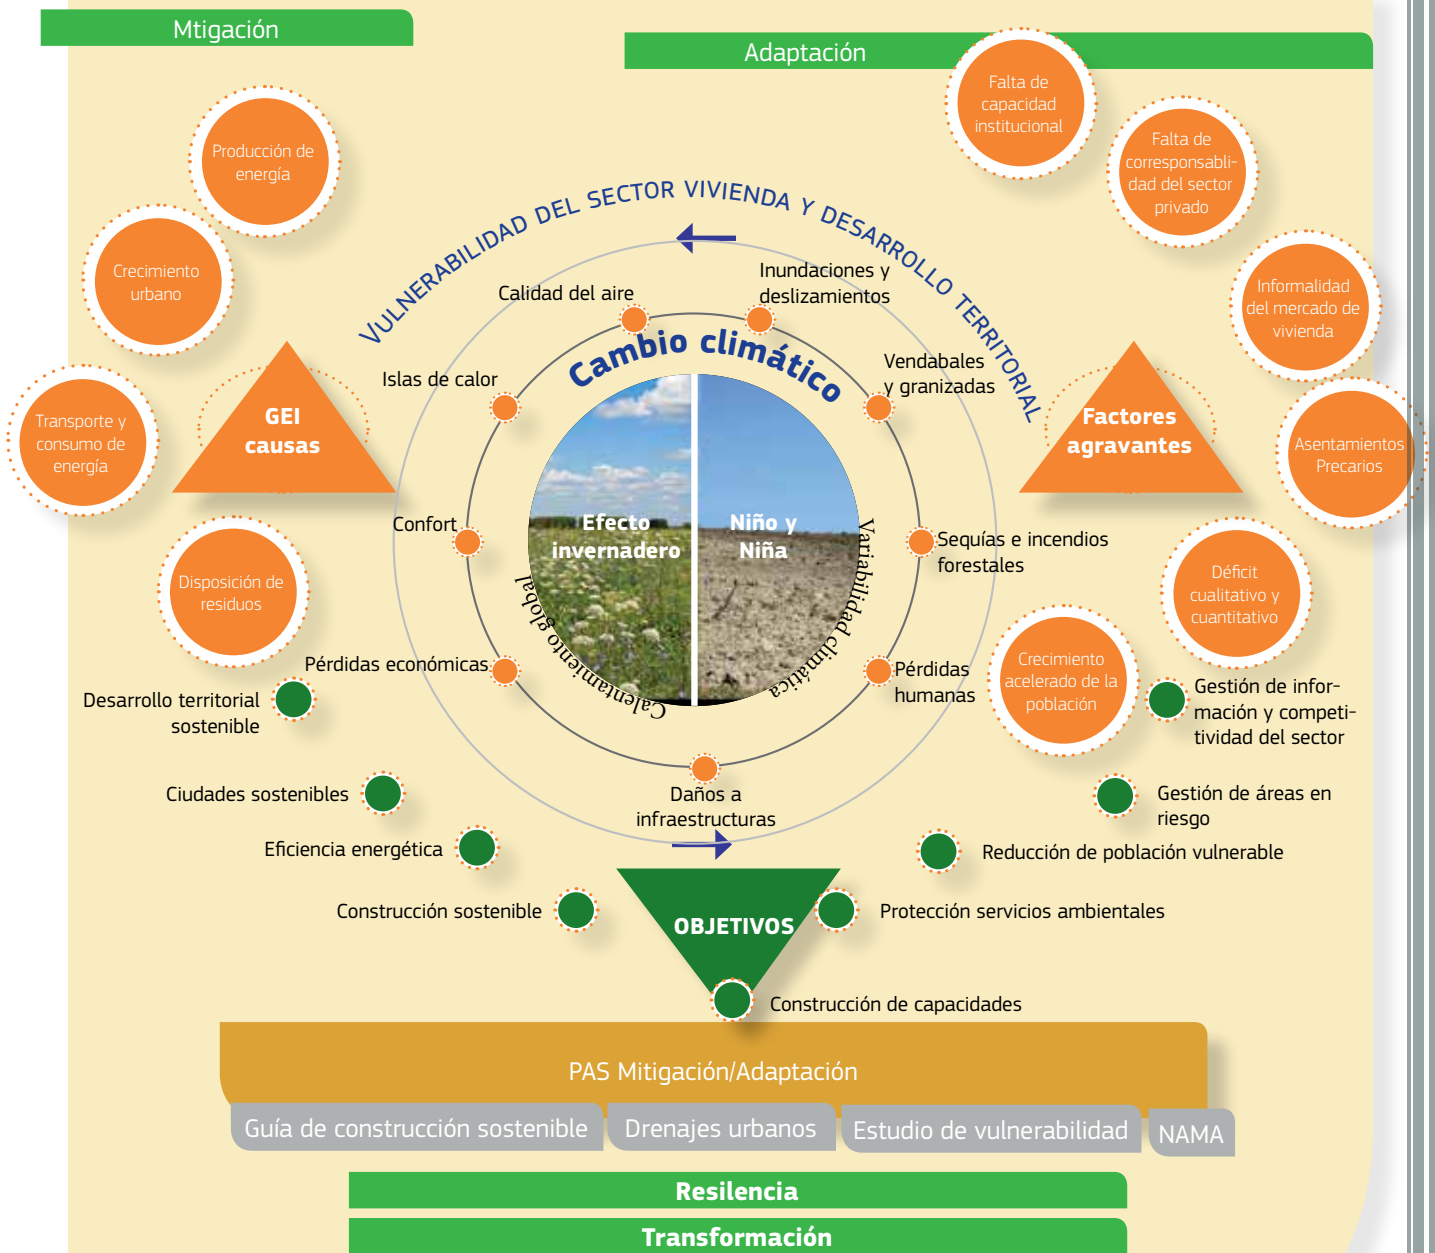 Mtigación
Adaptación
Falta de
capacidad
institucional
Producción de
energía
Falta de
corresponsabli-
dad del sector
privado
Crecimiento
urbano
Informalidad
del mercado de
vivienda
Transporte y
consumo de
energía
Asentamientos
Precarios
Disposición de
residuos
Déficit
cualitativo y
cuantitativo
Crecimiento
acelerado de la
población
GEI
causas
Factores
agravantes
VULNERABILIDAD DEL SECTOR VIVIENDA Y DESARROLLO TERRITORIAL
Calidad del aire
Inundaciones y
deslizamientos
Islas de calor
Vendabales
y granizadas
Cambio climático
Confort
Efecto
invernadero
Niño y
Niña
Sequías e incendios
forestales
Calentamiento global
Variabilidad climática
Pérdidas económicas
Pérdidas
humanas
Daños a
infraestructuras
Desarrollo territorial
sostenible
Gestión de infor-
mación y competi-
tividad del sector
Ciudades sostenibles
Gestión de áreas en
riesgo
Eficiencia energética
Reducción de población vulnerable
Construcción sostenible
OBJETIVOS
Protección servicios ambientales
Construcción de capacidades
PAS Mitigación/Adaptación
Guía de construcción sostenible
Drenajes urbanos
Estudio de vulnerabilidad
NAMA
Resilencia
Transformación